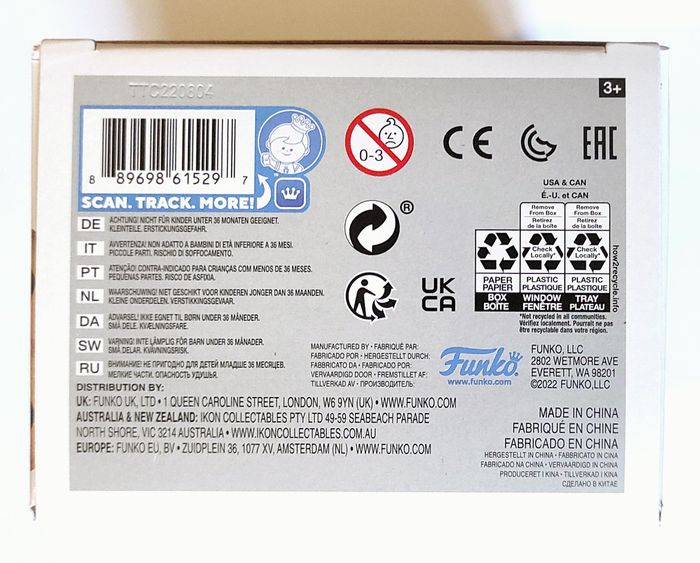 TTC220804
3+
8 89698 61529 7
SCAN. TRACK. MORE!
0-3
CE
EAC
®
UK
CA
USA & CAN
É.-U. et CAN
Remove From Box
Retirez de la boîte
Remove From Box
Retirez de la boîte
Check Locally*
Check Locally*
PAPER
PAPIER
PLASTIC
PLASTIQUE
PLASTIC
PLASTIQUE
BOX
BOÎTE
WINDOW
FENÊTRE
TRAY
PLATEAU
*Not recycled in all communities.
Vérifiez localement. Pourrait ne pas
être recyclable dans votre région.
how2recycle.info
DE ACHTUNG! NICHT FÜR KINDER UNTER 36 MONATEN GEEIGNET.
KLEINTEILE. ERSTICKUNGSGEFAHR.
IT AVVERTENZA! NON ADATTO A BAMBINI DI ETÀ INFERIORE A 36 MESI.
PICCOLE PARTI. RISCHIO DI SOFFOCAMENTO.
PT ATENÇÃO! CONTRA-INDICADO PARA CRIANÇAS COM MENOS DE 36 MESES.
PEQUENAS PARTES. RISCO DE ASFIXIA.
NL WAARSCHUWING! NIET GESCHIKT VOOR KINDEREN JONGER DAN 36 MAANDEN.
KLEINE ONDERDELEN. VERSTIKKINGSGEVAAR.
DA ADVARSEL! IKKE EGNET TIL BØRN UNDER 36 MÅNEDER.
SMÅ DELE. KVÆLNINGSFARE.
SW VARNING! INTE LÄMPLIG FÖR BARN UNDER 36 MÅNADER.
SMÅ DELAR. KVÄVNINGSRISK.
RU ВНИМАНИЕ! НЕ ПРИГОДНО ДЛЯ ДЕТЕЙ МЛАДШЕ 36 МЕСЯЦЕВ.
МЕЛКИЕ ЧАСТИ. ОПАСНОСТЬ УДУШЬЯ.
MANUFACTURED BY • FABRIQUÉ PAR:
FABRICADO POR • HERGESTELLT DURCH:
FABBRICATO DA • FABRICADO POR:
VERVAARDIGD DOOR • FREMSTILLET AF:
TILLVERKAD AV • ПРОИЗВОДИТЕЛЬ:
Funko®
www.funko.com
FUNKO, LLC
2802 WETMORE AVE
EVERETT, WA 98201
©2022 FUNKO,LLC
DISTRIBUTION BY:
UK: FUNKO UK, LTD • 1 QUEEN CAROLINE STREET, LONDON, W6 9YN (UK) • WWW.FUNKO.COM
AUSTRALIA & NEW ZEALAND: IKON COLLECTABLES PTY LTD 49-59 SEABEACH PARADE
NORTH SHORE, VIC 3214 AUSTRALIA • WWW.IKONCOLLECTABLES.COM.AU
EUROPE: FUNKO EU, BV • ZUIDPLEIN 36, 1077 XV, AMSTERDAM (NL) • WWW.FUNKO.COM
MADE IN CHINA
FABRIQUÉ EN CHINE
FABRICADO EN CHINA
HERGESTELLT IN CHINA • FABBRICATO IN CINA
FABRICADO NA CHINA • VERVAARDIGD IN CHINA
PRODUCERET I KINA • TILLVERKAD I KINA
СДЕЛАНО В КИТАЕ